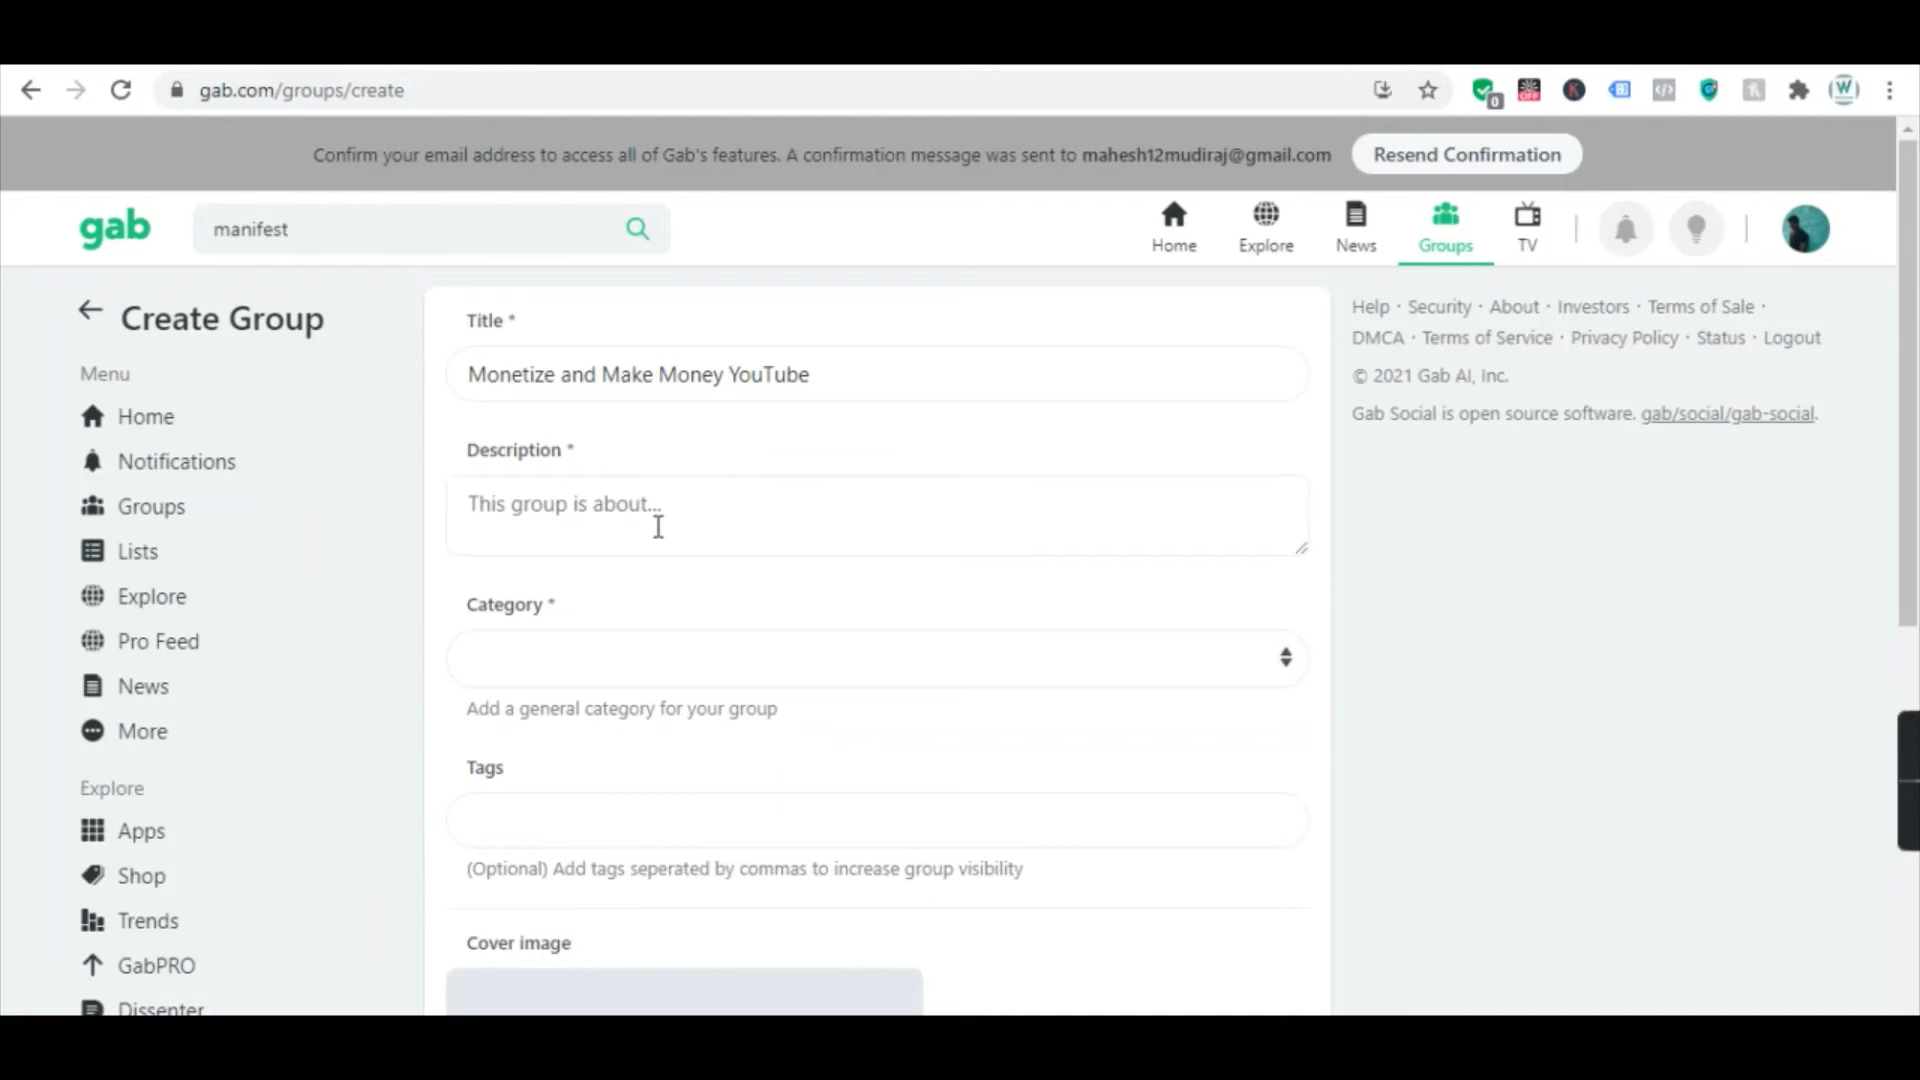 gab.com/groups/create
0
OFF
K
W
Confirm your email address to access all of Gab's features. A confirmation message was sent to mahesh12mudiraj@gmail.com
Resend Confirmation
gab
manifest
Home
Explore
News
Groups
TV
Create Group
Menu
Home
Notifications
Groups
Lists
Explore
Pro Feed
News
More
Explore
Apps
Shop
Trends
GabPRO
Dissenter
Title *
Monetize and Make Money YouTube
Description *
This group is about...
Category *
Add a general category for your group
Tags
(Optional) Add tags seperated by commas to increase group visibility
Cover image
Help · Security · About · Investors · Terms of Sale ·
DMCA · Terms of Service · Privacy Policy · Status · Logout
© 2021 Gab AI, Inc.
Gab Social is open source software. gab/social/gab-social.